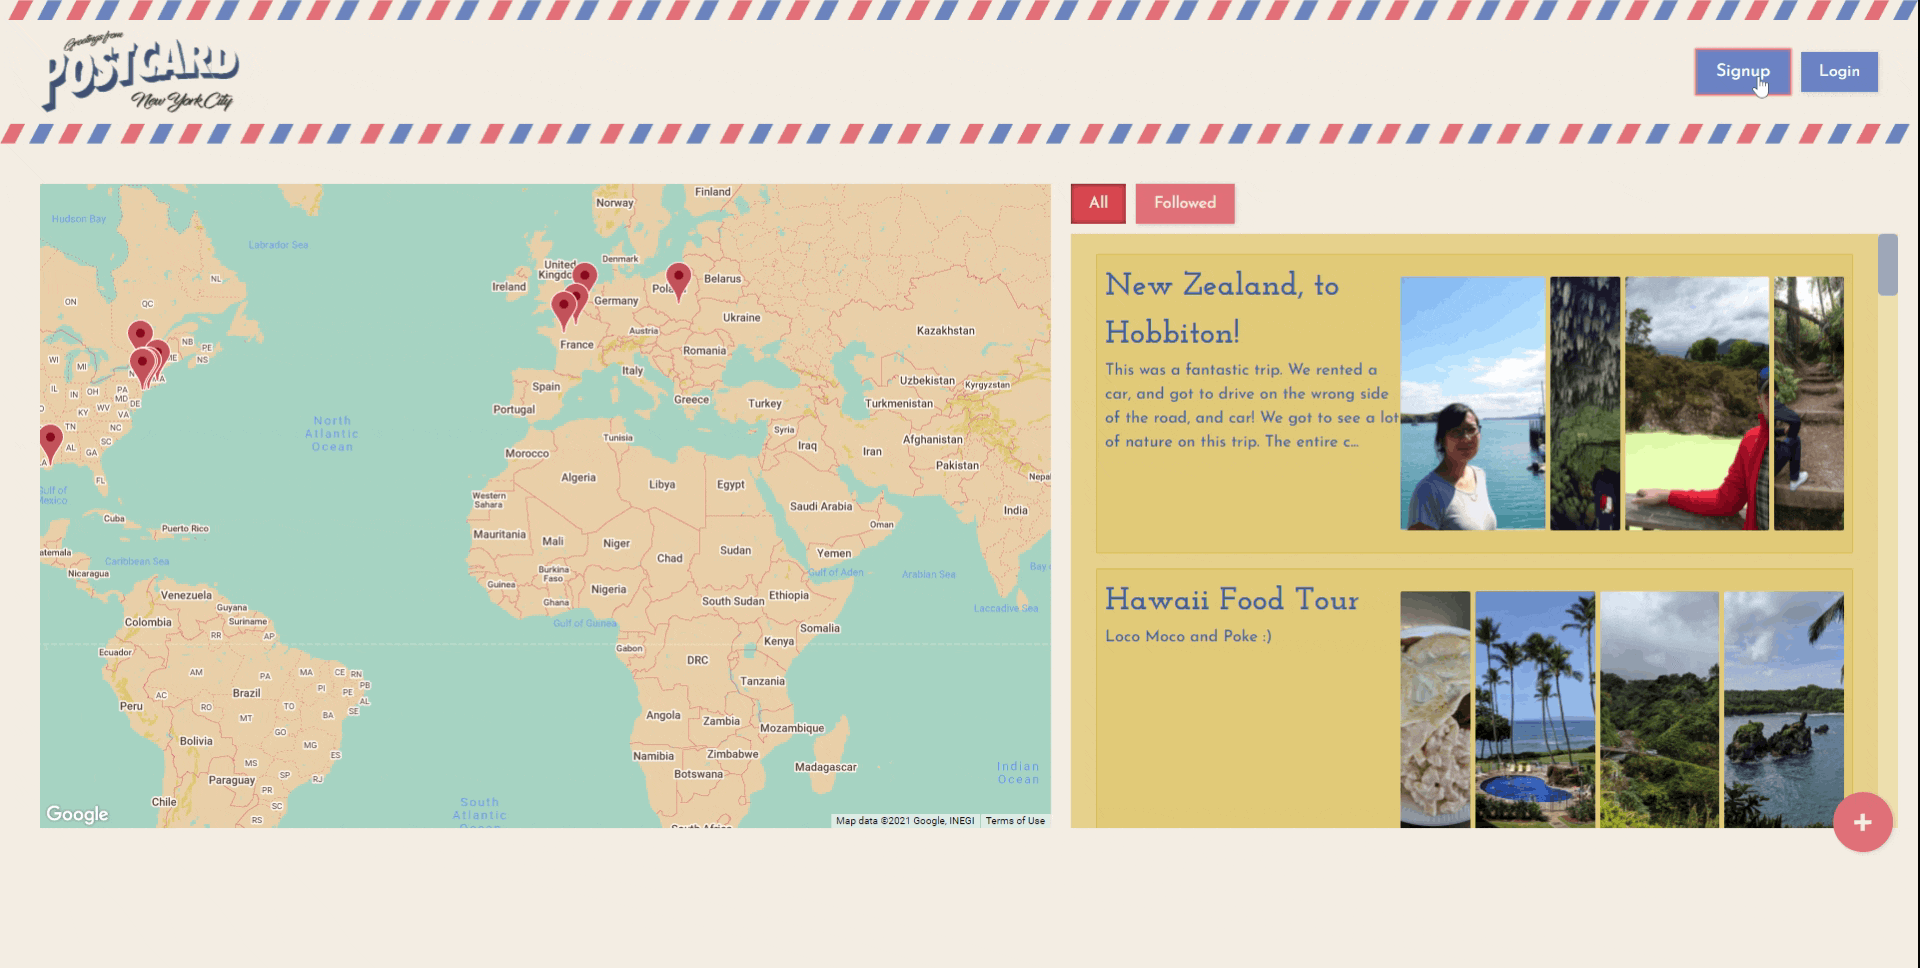 Greetings from
POSTCARD
New York City
Signup
Login
All
Followed
New Zealand, to
Hobbiton!
This was a fantastic trip. We rented a
car, and got to drive on the wrong side
of the road, and car! We got to see a lot
of nature on this trip. The entire c...
Hawaii Food Tour
Loco Moco and Poke :)
+
Hudson Bay
Labrador Sea
Finland
Norway
NL
ON
QC
NB
PE
NS
ME
WI
MI
IL
IN
OH
PA
MD
DE
KY
WV
VA
TN
NC
SC
AL
GA
FL
Gulf of
Mexico
Cuba
Puerto Rico
Caribbean Sea
atemala
Nicaragua
North
Atlantic
Ocean
United
Kingdo
Ireland
Denmark
Germany
Belarus
Ukraine
Austria
France
Romania
Italy
Spain
Portugal
Greece
Turkey
Kazakhstan
Uzbekistan
Kyrgyzstan
Turkmenistan
Syria
Iraq
Iran
Afghanistan
Pakistan
Nepa
Tunisia
Morocco
Algeria
Libya
Egypt
Western
Sahara
Saudi Arabia
Oman
India
Mauritania
Mali
Niger
Chad
Sudan
Yemen
Gulf of Aden
Arabian Sea
Bay o
Laccadive Sea
Guinea
Burkina
Faso
Ghana
Nigeria
South Sudan
Ethiopia
Gulf of Guinea
Somalia
Kenya
Gabon
DRC
Tanzania
Angola
Zambia
Mozambique
Namibia
Zimbabwe
Botswana
Madagascar
Indian
Ocean
Venezuela
Guyana
Suriname
Colombia
RR
AP
Ecuador
AM
PA
MA
CE
RN
PB
PI
PE
AL
SE
AC
Brazil
TO
BA
Peru
RO
MT
GO
MG
ES
Bolivia
MS
SP
RJ
Paraguay
PR
SC
Chile
RS
South
Atlantic
Ocean
South Africa
Google
Map data ©2021 Google, INEGI
Terms of Use